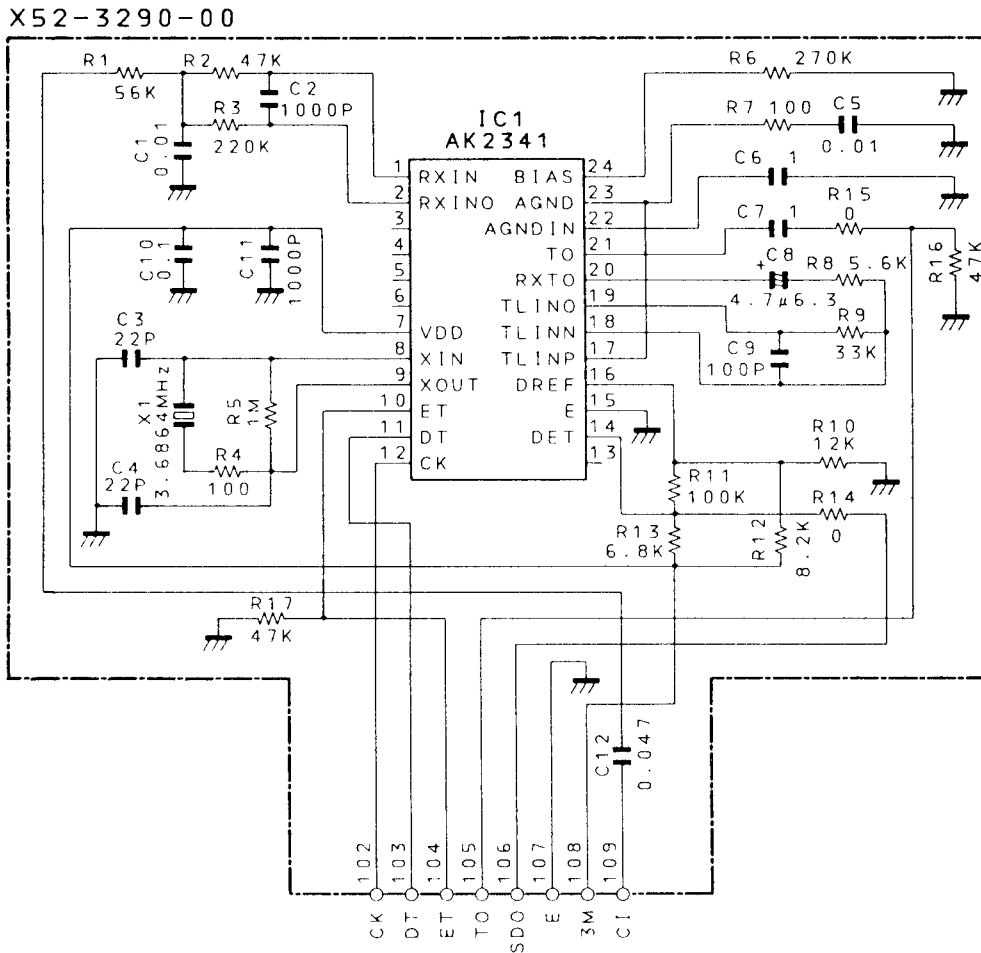 X52-3290-00
R1
56K
R2
47K
C2
1000P
R3
220K
C1
0.01
R6
270K
R7
100
C5
0.01
IC1
AK2341
C6
1
C7
1
R15
0
R16
47K
+
C8
4.7µ6.3
R8
5.6K
R9
33K
C9
100P
C10
0.1
C11
1000P
1
RXIN
2
RXINO
3
4
5
6
7
VDD
8
XIN
9
XOUT
10
ET
11
DT
12
CK
24
BIAS
23
AGND
22
AGNDIN
21
TO
20
RXTO
19
TLINO
18
TLINN
17
TLINP
16
DREF
15
E
14
DET
13
C3
22P
X1
3.6864MHz
R5
1M
R4
100
C4
22P
R10
12K
R11
100K
R14
0
R13
6.8K
R12
8.2K
R17
47K
C12
0.047
102
103
104
105
106
107
108
109
CK
DT
ET
TO
SDO
E
3M
CI